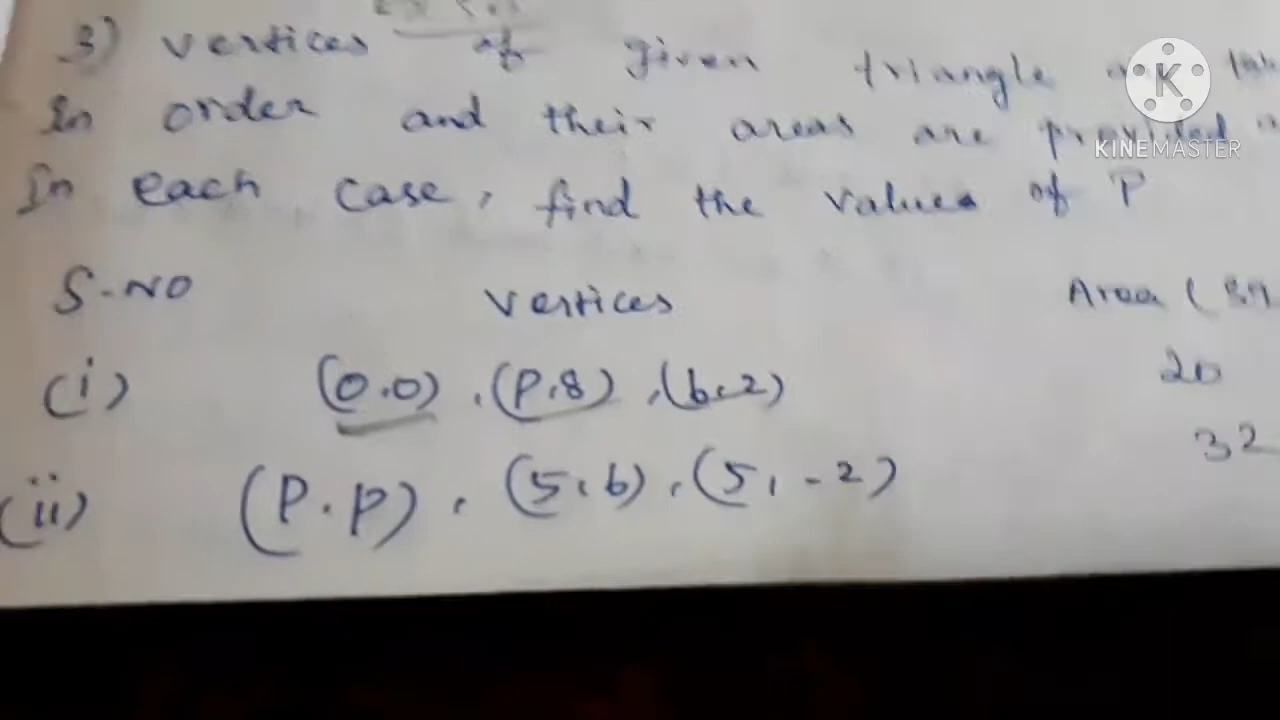 3) vertices of given triangle
In order and their areas are provided
In each case, find the values of P
S.NO Vertices Area (
(i) (0,0), (P,8), (6,2) 20
(ii) (P,P), (5,6), (5,-2) 32
K
KINEMASTER